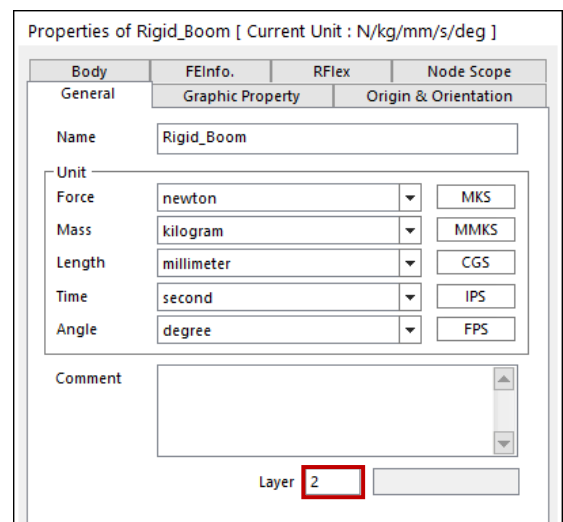 Properties of Rigid_Boom [ Current Unit : N/kg/mm/s/deg ]
Body FEInfo. RFlex Node Scope
General Graphic Property Origin & Orientation
Name Rigid_Boom
Unit
Force newton MKS
Mass kilogram MMKS
Length millimeter CGS
Time second IPS
Angle degree FPS
Comment
Layer 2